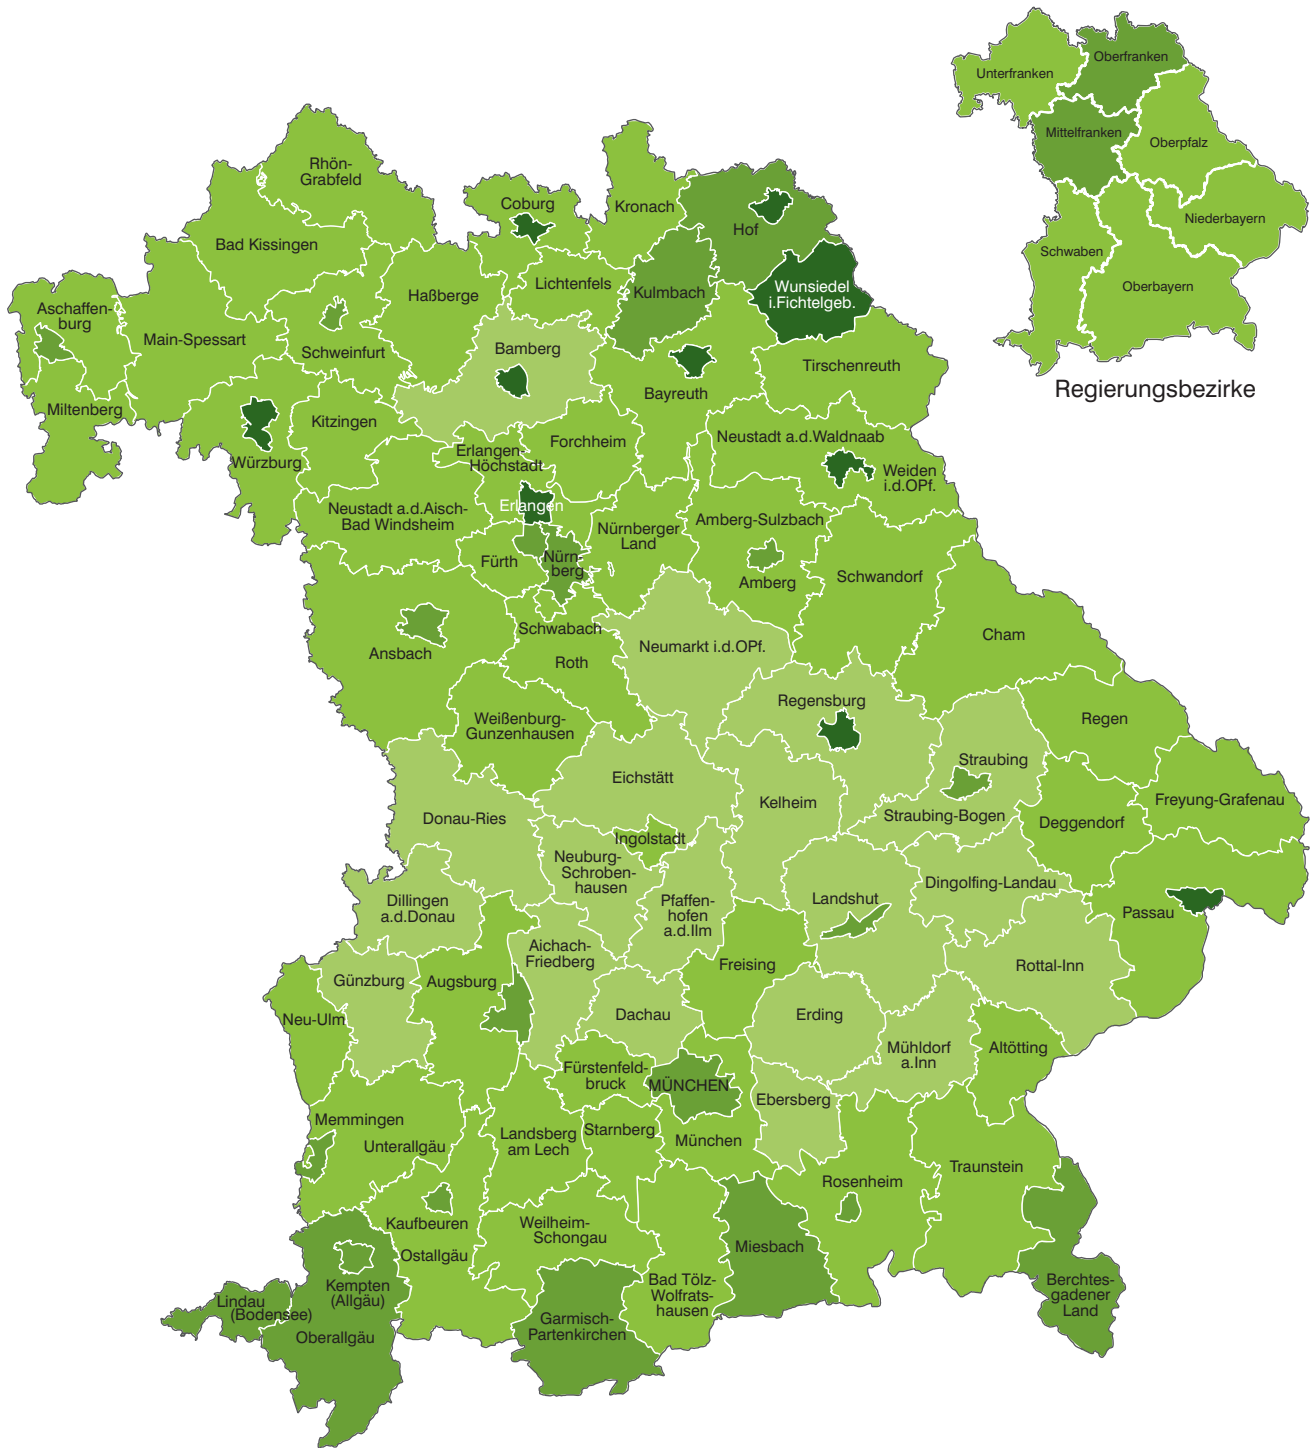 Oberfranken
Unterfranken
Mittelfranken
Oberpfalz
Niederbayern
Schwaben
Oberbayern
Regierungsbezirke
Rhön-
Grabfeld
Coburg
Kronach
Hof
Bad Kissingen
Lichtenfels
Kulmbach
Wunsiedel
i.Fichtelgeb.
Haßberge
Aschaffen-
burg
Main-Spessart
Schweinfurt
Bamberg
Tirschenreuth
Bayreuth
Miltenberg
Kitzingen
Forchheim
Neustadt a.d.Waldnaab
Würzburg
Erlangen-
Höchstadt
Weiden
i.d.OPf.
Neustadt a.d.Aisch-
Bad Windsheim
Erlangen
Nürnberger
Land
Amberg-Sulzbach
Fürth
Nürn-
berg
Amberg
Schwandorf
Schwabach
Cham
Ansbach
Roth
Neumarkt i.d.OPf.
Regensburg
Weißenburg-
Gunzenhausen
Regen
Straubing
Eichstätt
Kelheim
Freyung-Grafenau
Donau-Ries
Straubing-Bogen
Deggendorf
Ingolstadt
Neuburg-
Schroben-
hausen
Dingolfing-Landau
Dillingen
a.d.Donau
Pfaffen-
hofen
a.d.Ilm
Landshut
Passau
Aichach-
Friedberg
Freising
Rottal-Inn
Günzburg
Augsburg
Neu-Ulm
Dachau
Erding
Mühldorf
a.Inn
Altötting
Fürstenfeld-
bruck
MÜNCHEN
Ebersberg
Memmingen
Unterallgäu
Landsberg
am Lech
Starnberg
München
Traunstein
Rosenheim
Kaufbeuren
Weilheim-
Schongau
Miesbach
Ostallgäu
Kempten
(Allgäu)
Bad Tölz-
Wolfrats-
hausen
Berchtes-
gadener
Land
Lindau
(Bodensee)
Oberallgäu
Garmisch-
Partenkirchen